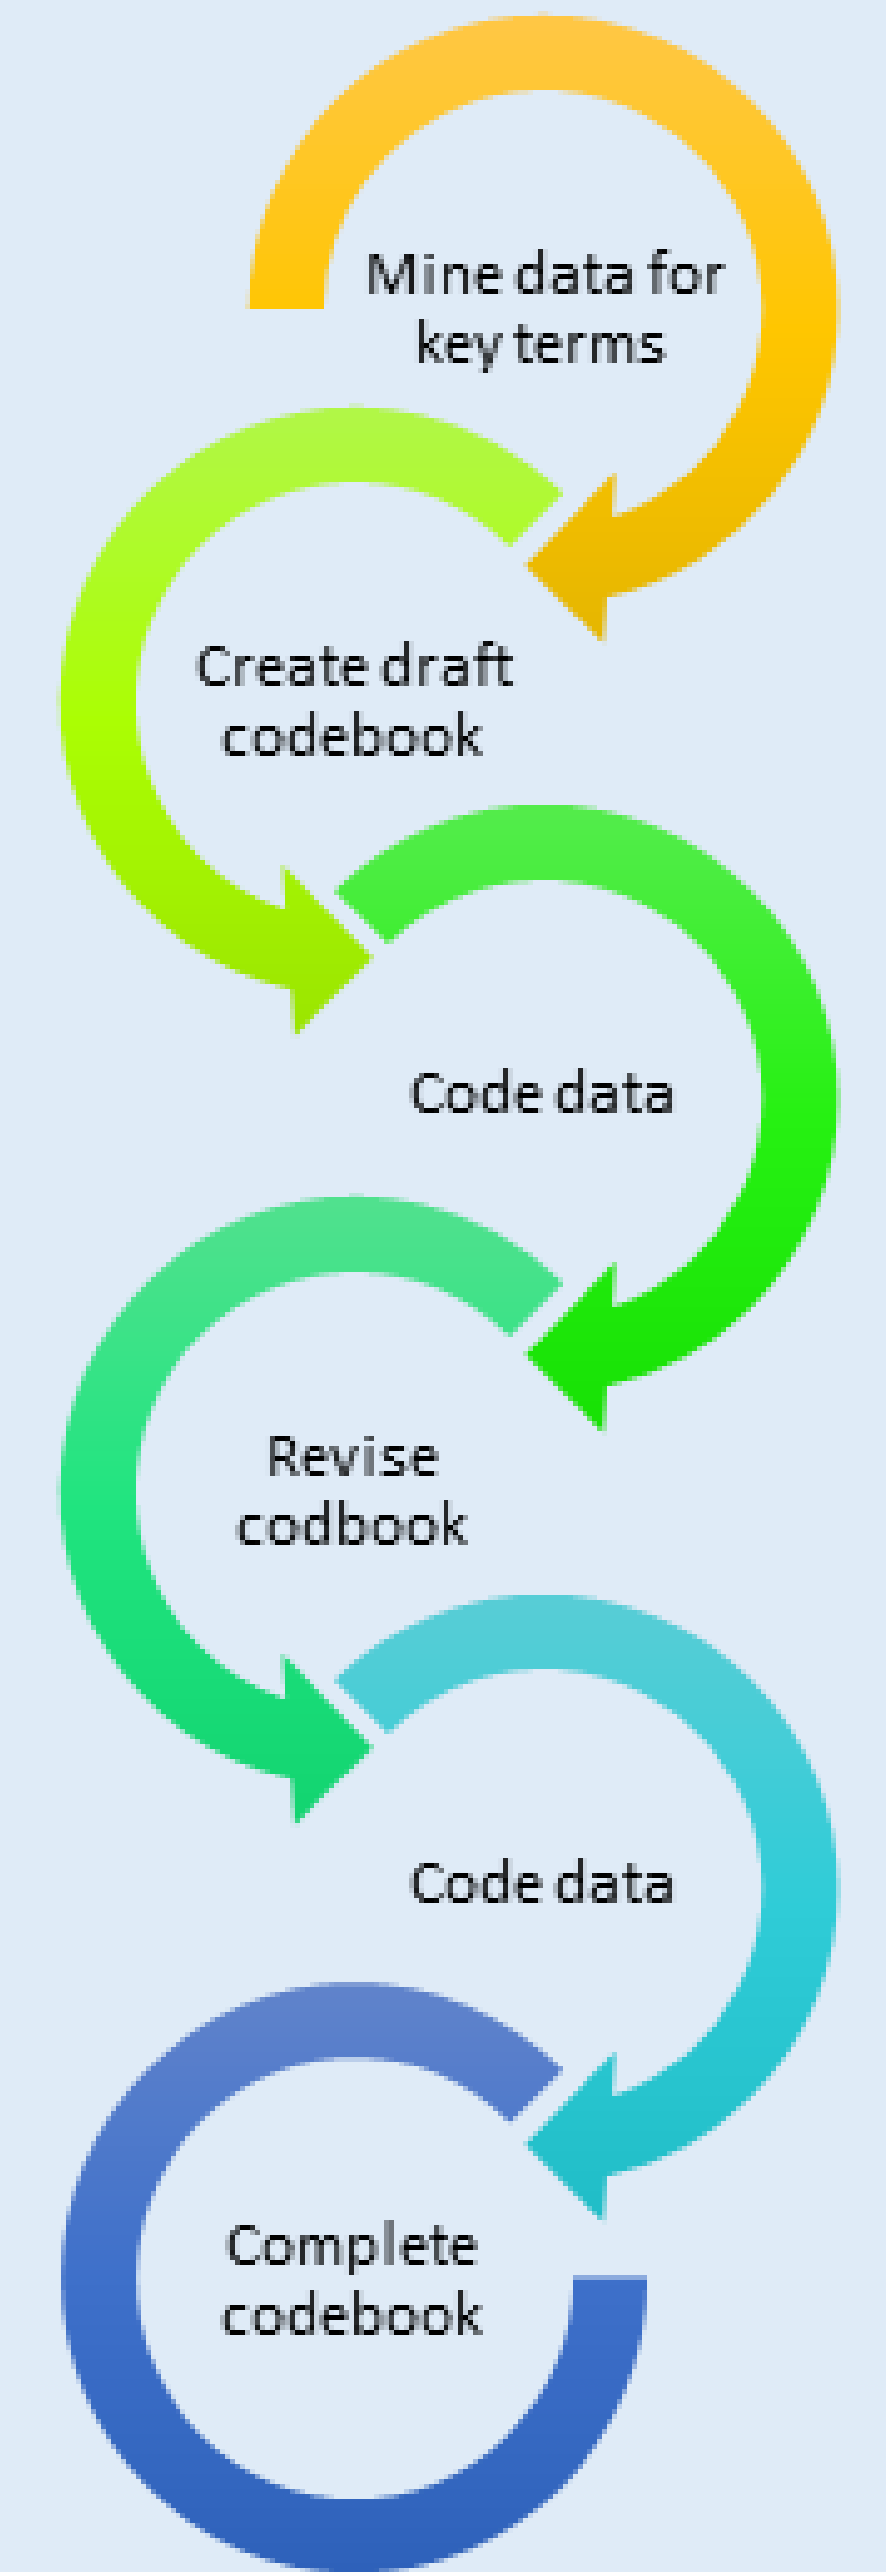 Mine data for
key terms
Create draft
codebook
Code data
Revise
codbook
Code data
Complete
codebook